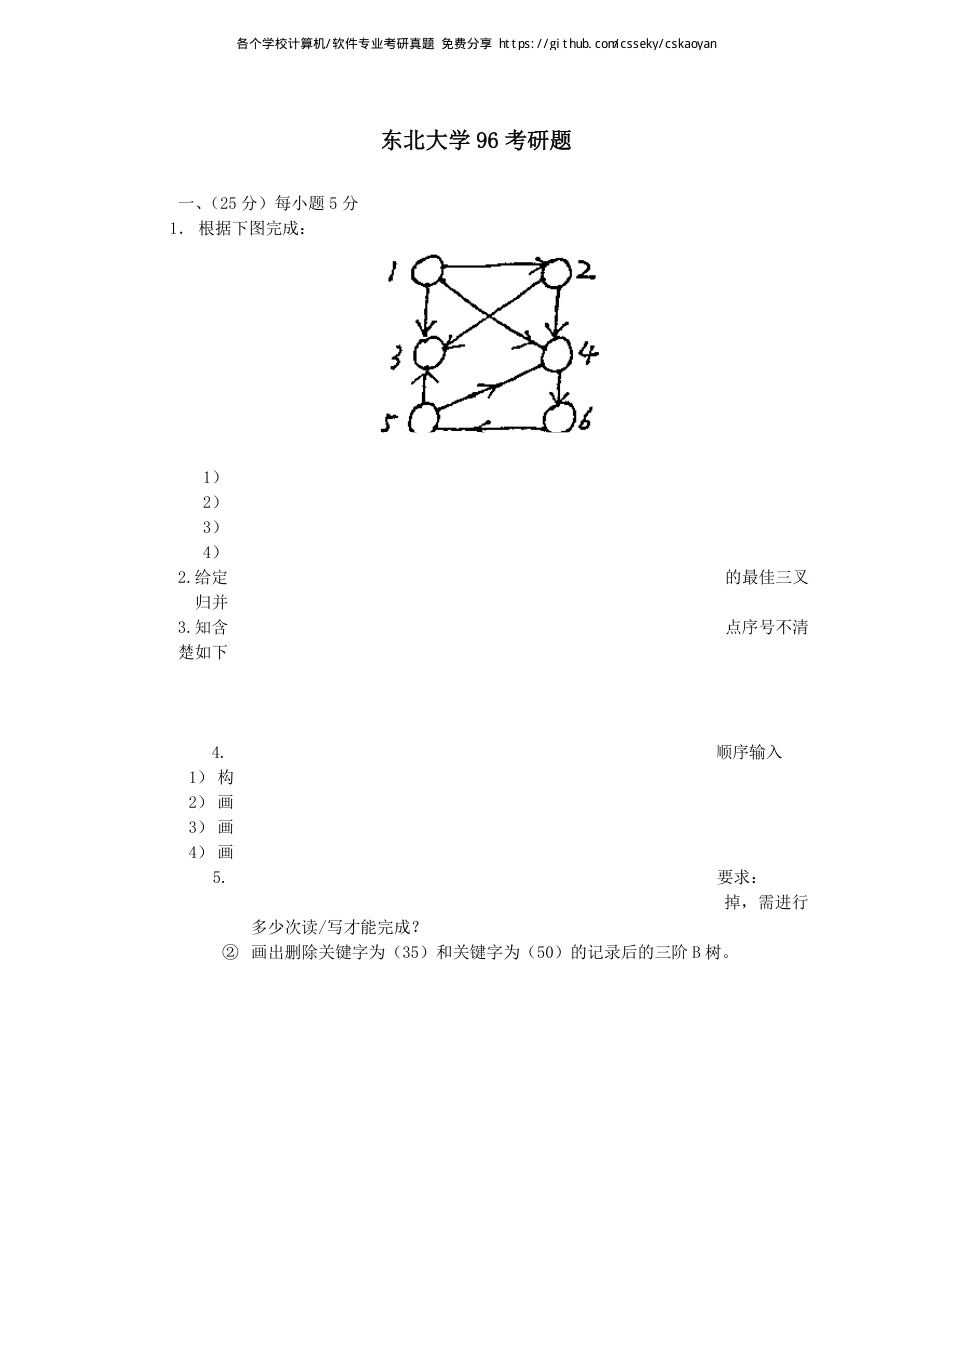 各个学校计算机/软件专业考研真题 免费分享 https://github.com/csseky/cskaoyan
东北大学 96 考研题
一、（25 分）每小题 5 分
1. 根据下图完成：
1 2
3 4
5 6
1）
2）
3）
4）
2.给定 的最佳三叉
归并
3.知含 点序号不清
楚如下
4. 顺序输入
1） 构
2） 画
3） 画
4） 画
5. 要求：
掉，需进行
多少次读/写才能完成？
② 画出删除关键字为（35）和关键字为（50）的记录后的三阶 B 树。